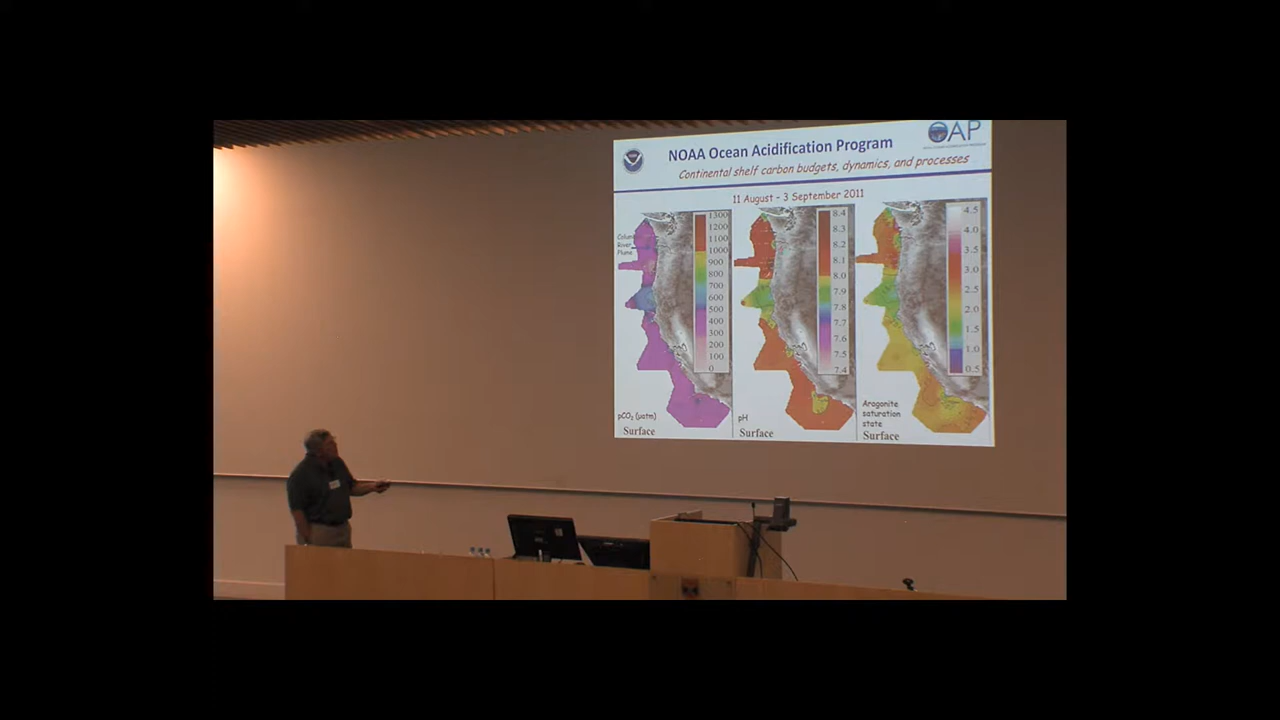 OAP
NOAA Ocean Acidification Program
Continental shelf carbon budgets, dynamics, and processes
11 August – 3 September 2011
River
Plume
1300
1200
1100
1000
900
800
700
600
500
400
300
200
100
0
pCO₂ (μatm)
Surface
8.4
8.3
8.2
8.1
8.0
7.9
7.8
7.7
7.6
7.5
7.4
pH
Surface
4.5
4.0
3.5
3.0
2.5
2.0
1.5
1.0
0.5
Aragonite
saturation
state
Surface